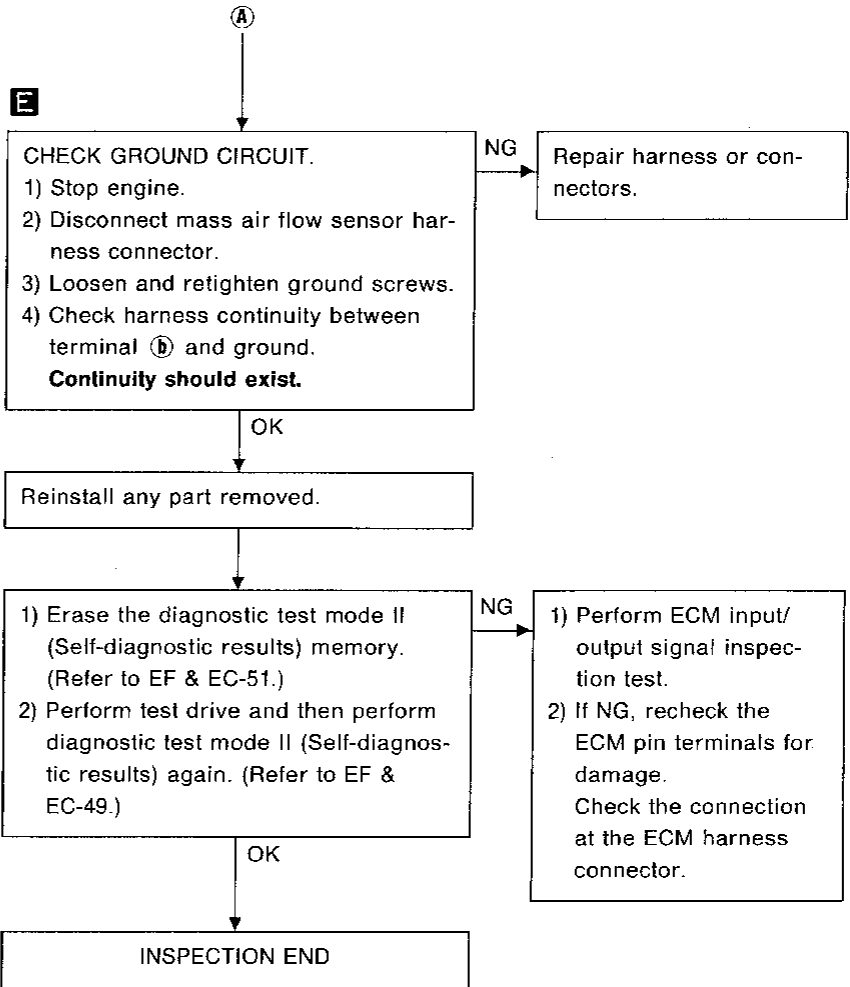 Ⓐ
E
CHECK GROUND CIRCUIT.
1) Stop engine.
2) Disconnect mass air flow sensor har-
ness connector.
3) Loosen and retighten ground screws.
4) Check harness continuity between
terminal ⓑ and ground.
Continuity should exist.
NG
Repair harness or con-
nectors.
OK
Reinstall any part removed.
1) Erase the diagnostic test mode II
(Self-diagnostic results) memory.
(Refer to EF & EC-51.)
2) Perform test drive and then perform
diagnostic test mode II (Self-diagnos-
tic results) again. (Refer to EF &
EC-49.)
NG
1) Perform ECM input/
output signal inspec-
tion test.
2) If NG, recheck the
ECM pin terminals for
damage.
Check the connection
at the ECM harness
connector.
OK
INSPECTION END